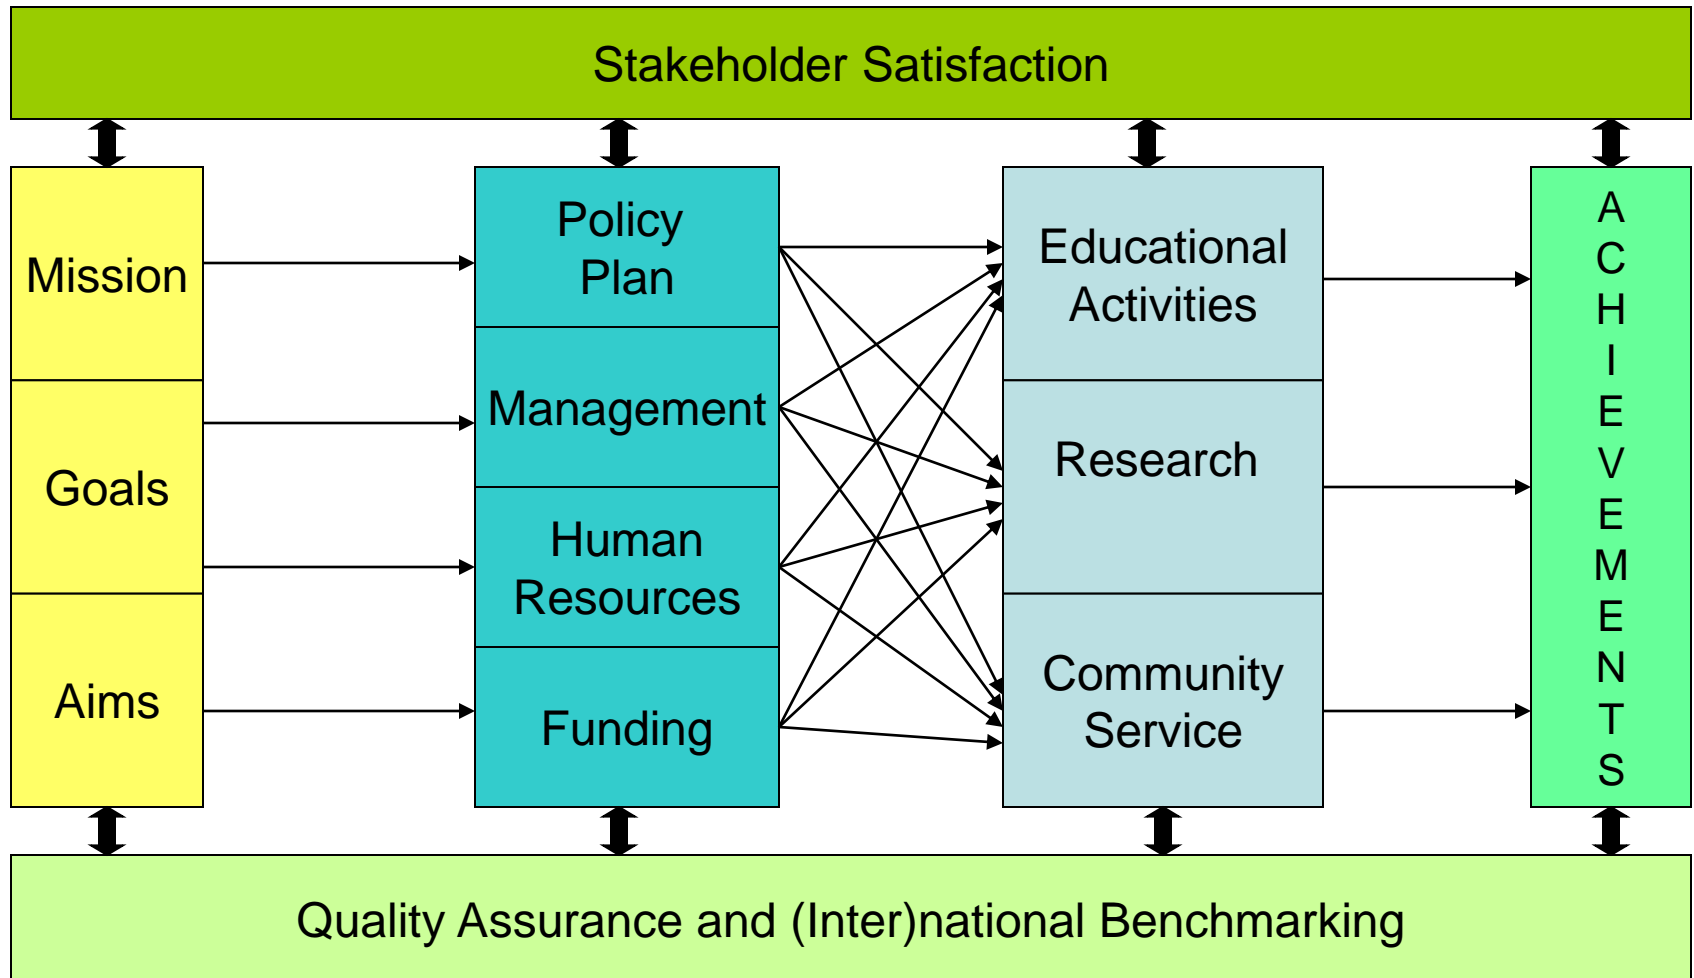 Stakeholder Satisfaction
Mission
Goals
Aims
Policy
Plan
Management
Human
Resources
Funding
Educational
Activities
Research
Community
Service
A
C
H
I
E
V
E
M
E
N
T
S
Quality Assurance and (Inter)national Benchmarking